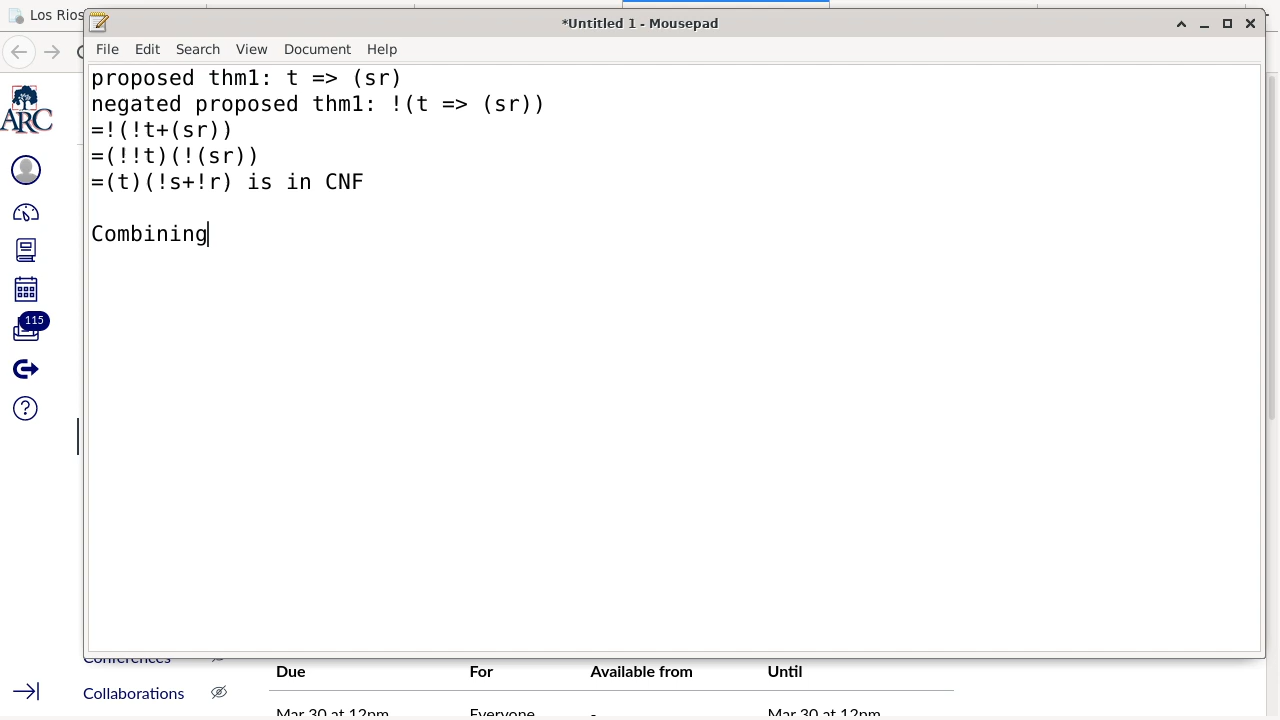 Los Rios
*Untitled 1 - Mousepad
File Edit Search View Document Help
proposed thm1: t => (sr)
negated proposed thm1: !(t => (sr))
=!(!t+(sr))
=(!!t)(!(sr))
=(t)(!s+!r) is in CNF
Combining
ARC
115
Conferences
Collaborations
Due For Available from Until
Mar 30 at 12pm Everyone - Mar 30 at 12pm